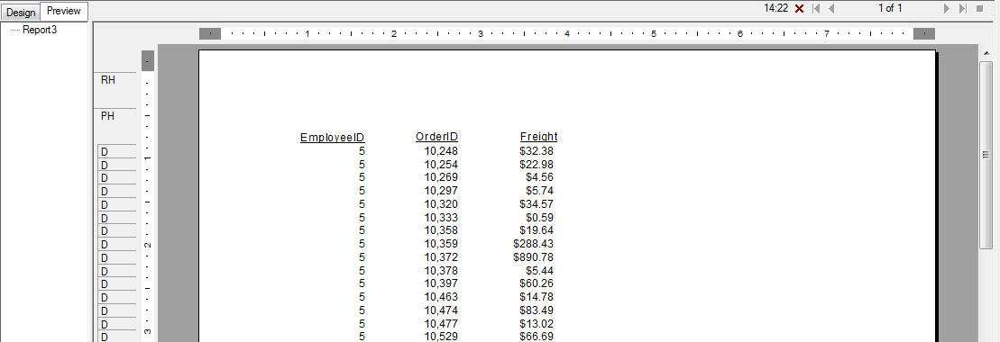 Design Preview 14:22 1 of 1
Report3
1 2 3 4 5 6 7
RH
PH
EmployeeID OrderID Freight
D 5 10,248 $32.38
D 5 10,254 $22.98
D 5 10,269 $4.56
D 5 10,297 $5.74
D 5 10,320 $34.57
D 5 10,333 $0.59
D 5 10,358 $19.64
D 5 10,359 $288.43
D 5 10,372 $890.78
D 5 10,378 $5.44
D 5 10,397 $60.26
D 5 10,463 $14.78
D 5 10,474 $83.49
D 5 10,477 $13.02
D 5 10,529 $66.69
1
2
3